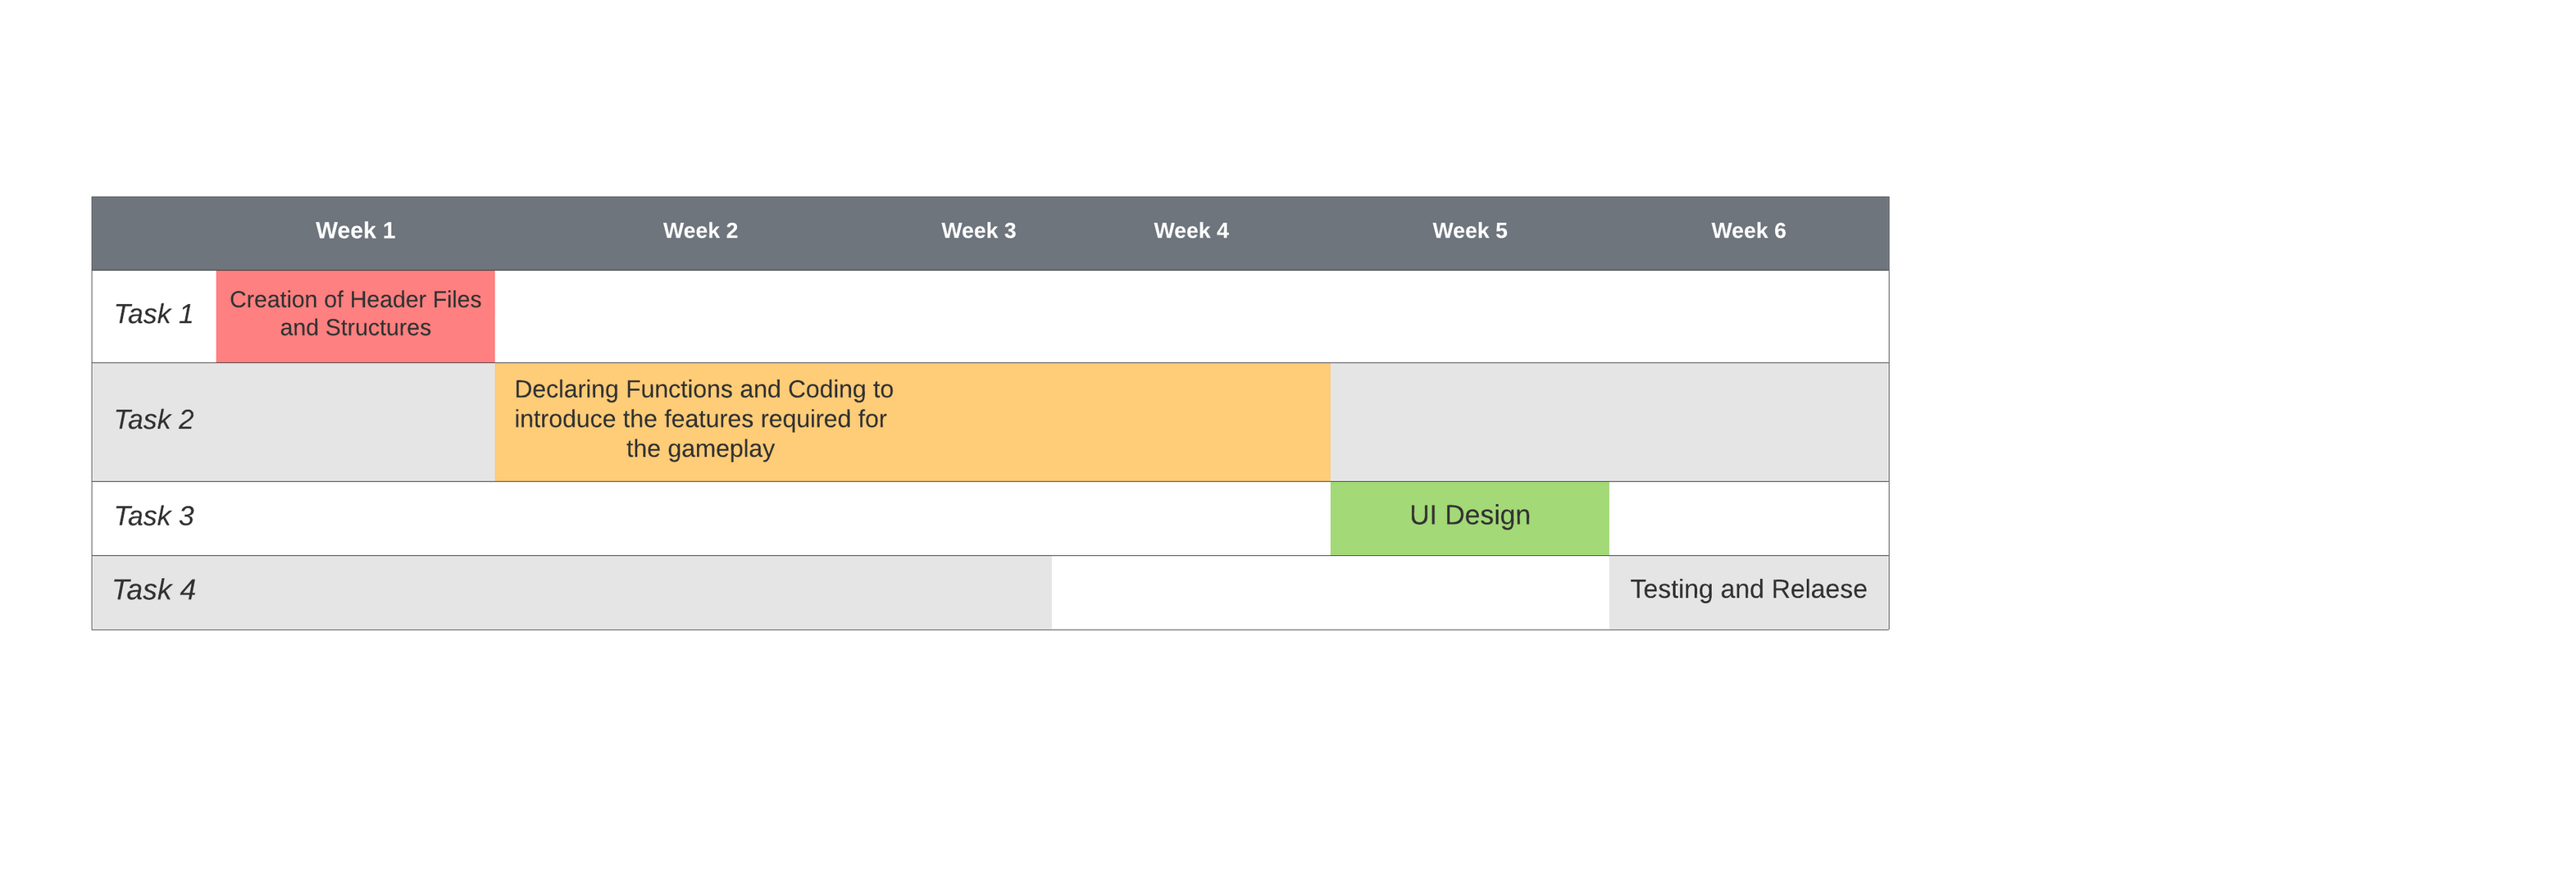 Week 1 Week 2 Week 3 Week 4 Week 5 Week 6
Task 1
Creation of Header Files
and Structures
Task 2
Declaring Functions and Coding to
introduce the features required for
the gameplay
Task 3
UI Design
Task 4
Testing and Relaese